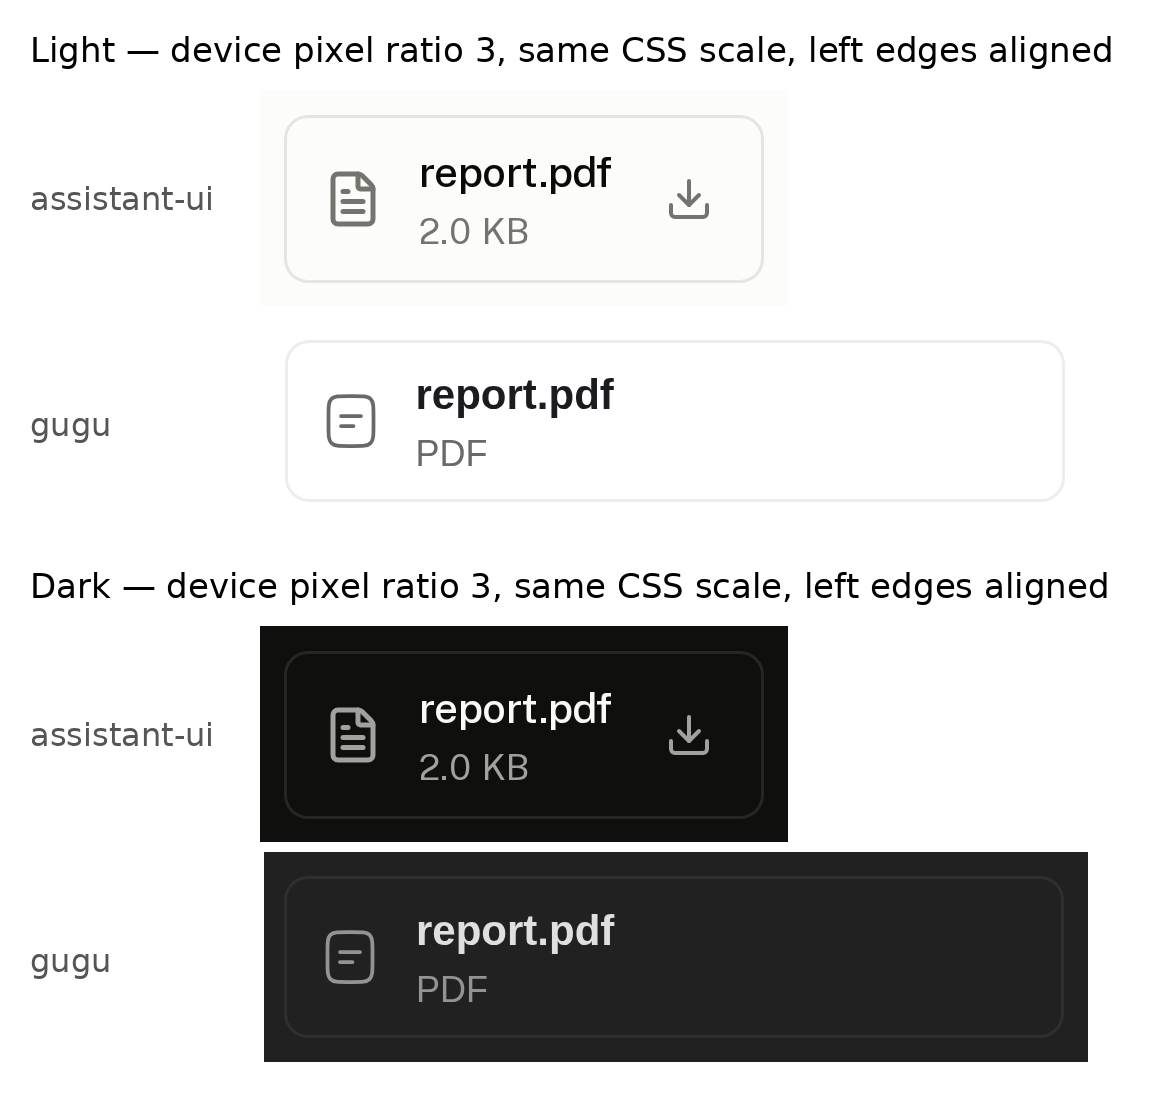 Light — device pixel ratio 3, same CSS scale, left edges aligned
assistant-ui
report.pdf
2.0 KB
gugu
report.pdf
PDF
Dark — device pixel ratio 3, same CSS scale, left edges aligned
assistant-ui
report.pdf
2.0 KB
gugu
report.pdf
PDF